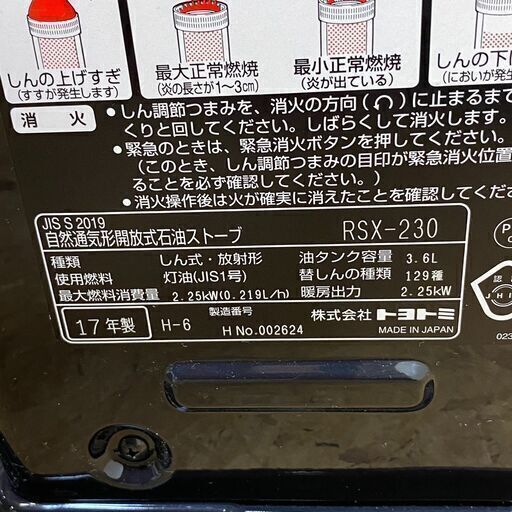 しんの上げすぎ
(すすが発生します)
最大正常燃焼
(炎の長さが1〜3cm)
最小正常燃焼
(炎が出ている)
しんの下げ
(においが発
消火
●しん調節つまみを、消火の方向( )に止まるまで
くりと回してください。しばらくして消火します。
●緊急のときは、緊急消火ボタンを押してください。
(このとき、しん調節つまみの目印が緊急消火位置
ることを必ず確認してください。)
●消火操作後は火が確実に消えたことを確認してくだ
JIS S 2019
自然通気形開放式石油ストーブ RSX-230
種類 しん式・放射形 油タンク容量 3.6L
使用燃料 灯油(JIS1号) 替しんの種類 129種
最大燃料消費量 2.25kW(0.219L/h) 暖房出力 2.25kW
17年製 H-6 製造番号 H No.002624 株式会社トヨトミ
MADE IN JAPAN
023